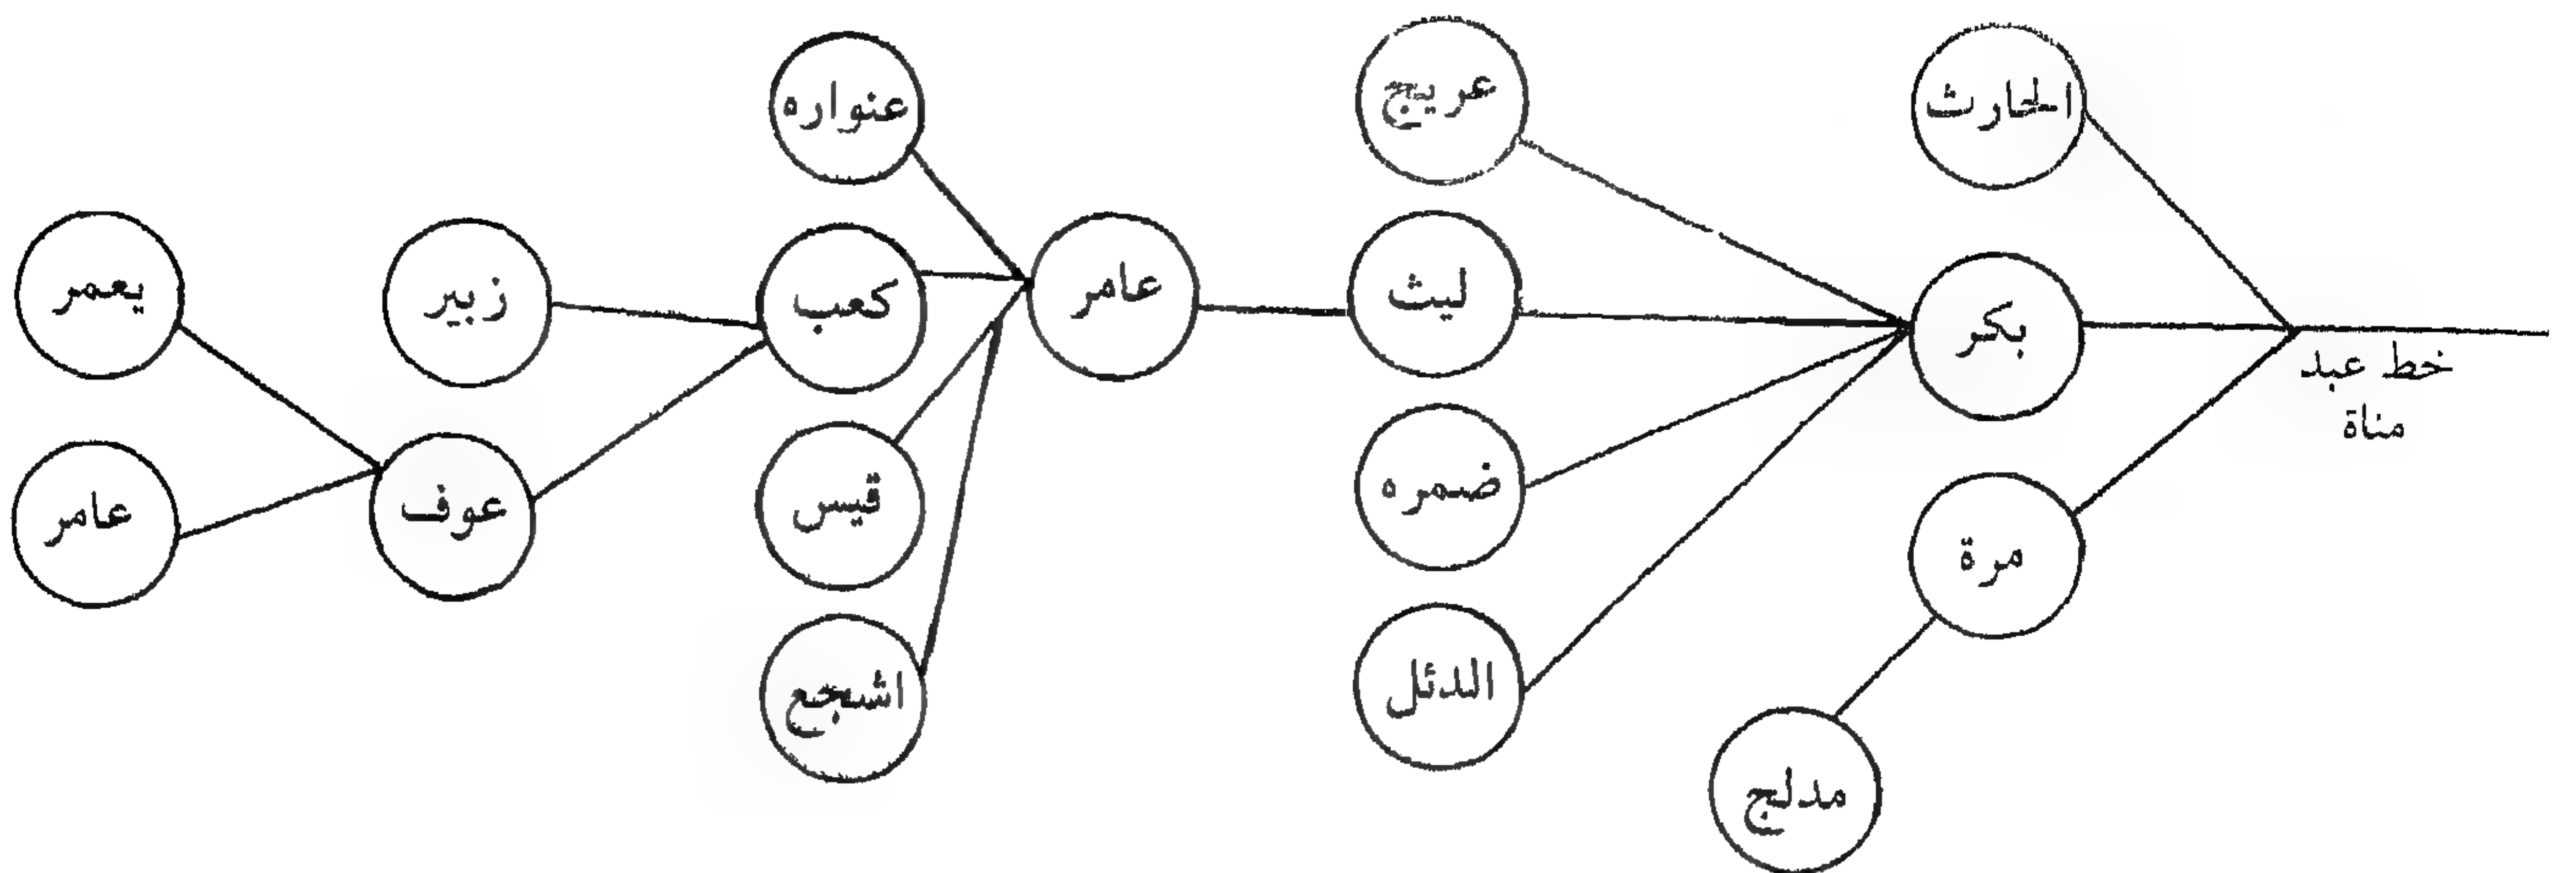 الحارث
بكر
خط عبد
مناة
مرة
مدلج
عريج
ليث
ضمره
الدئل
عامر
عنواره
كعب
قيس
اشجع
زبير
عوف
يعمر
عامر